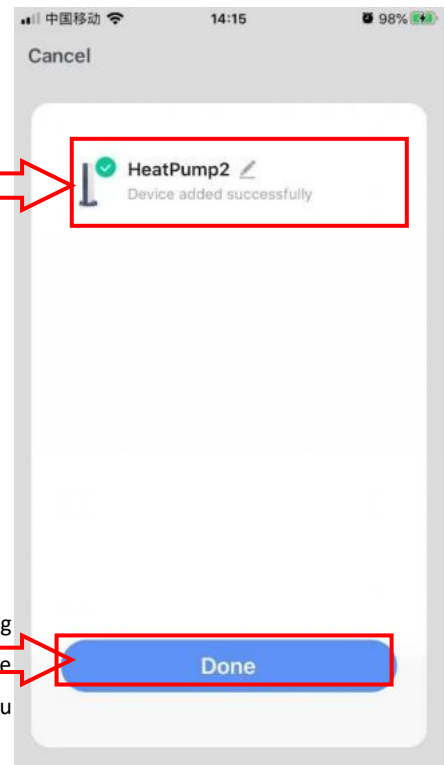 中国移动 14:15 98%
Cancel
HeatPump2
Device added successfully
g
e
Done
u